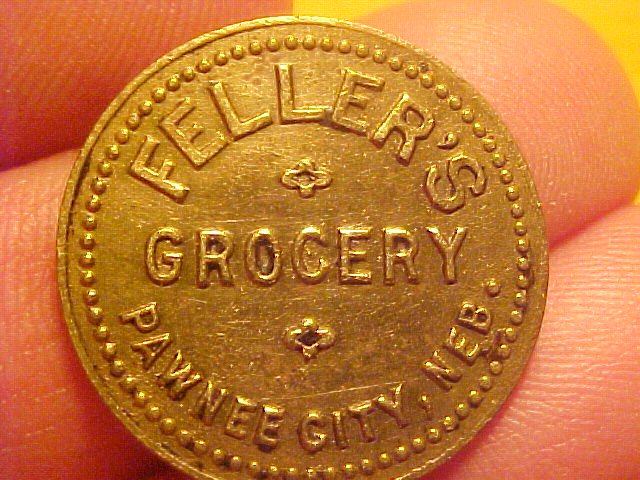 FELLER'S
GROCERY
PAWNEE CITY, NEB.